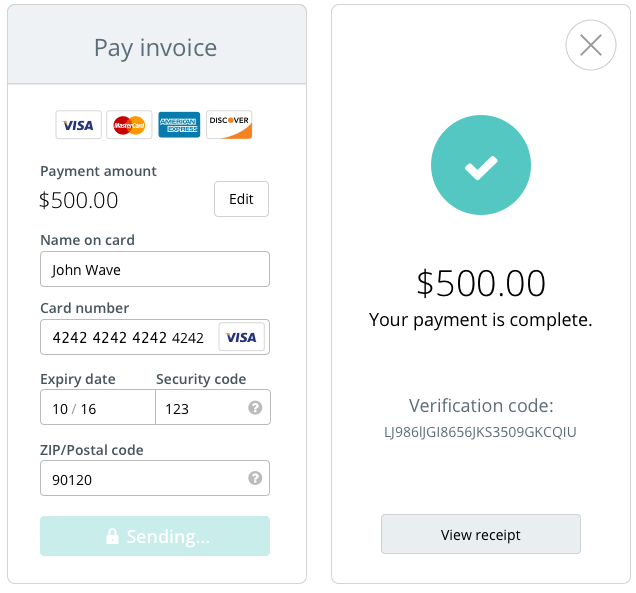 Pay invoice
VISA MasterCard AMERICAN EXPRESS DISCOVER
Payment amount
$500.00
Edit
Name on card
John Wave
Card number
4242 4242 4242 4242 VISA
Expiry date Security code
10 / 16 123 ?
ZIP/Postal code
90120 ?
Sending...
$500.00
Your payment is complete.
Verification code:
LJ986lJGI8656JKS3509GKCQIU
View receipt